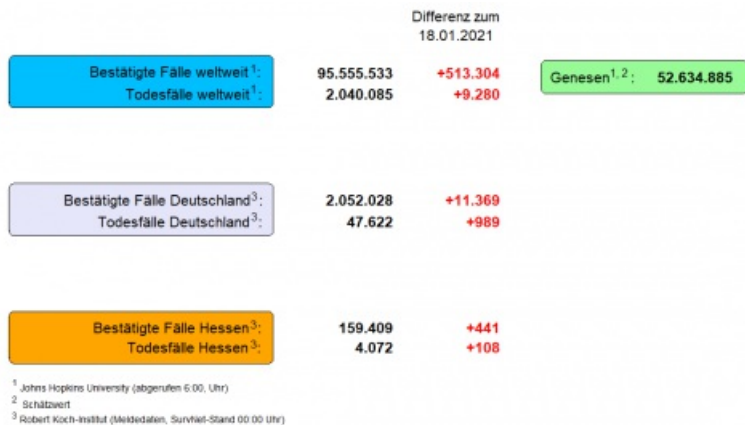 Differenz zum
18.01.2021
Bestätigte Fälle weltweit¹: 95.555.533 +513.304 Genesen¹,²: 52.634.885
Todesfälle weltweit¹: 2.040.085 +9.280
Bestätigte Fälle Deutschland³: 2.052.028 +11.369
Todesfälle Deutschland³: 47.622 +989
Bestätigte Fälle Hessen³: 159.409 +441
Todesfälle Hessen³: 4.072 +108
¹ Johns Hopkins University (abgerufen 6:00, Uhr)
² Schätzwert
³ Robert Koch-Institut (Meldedaten, SurvNet-Stand 00:00 Uhr)